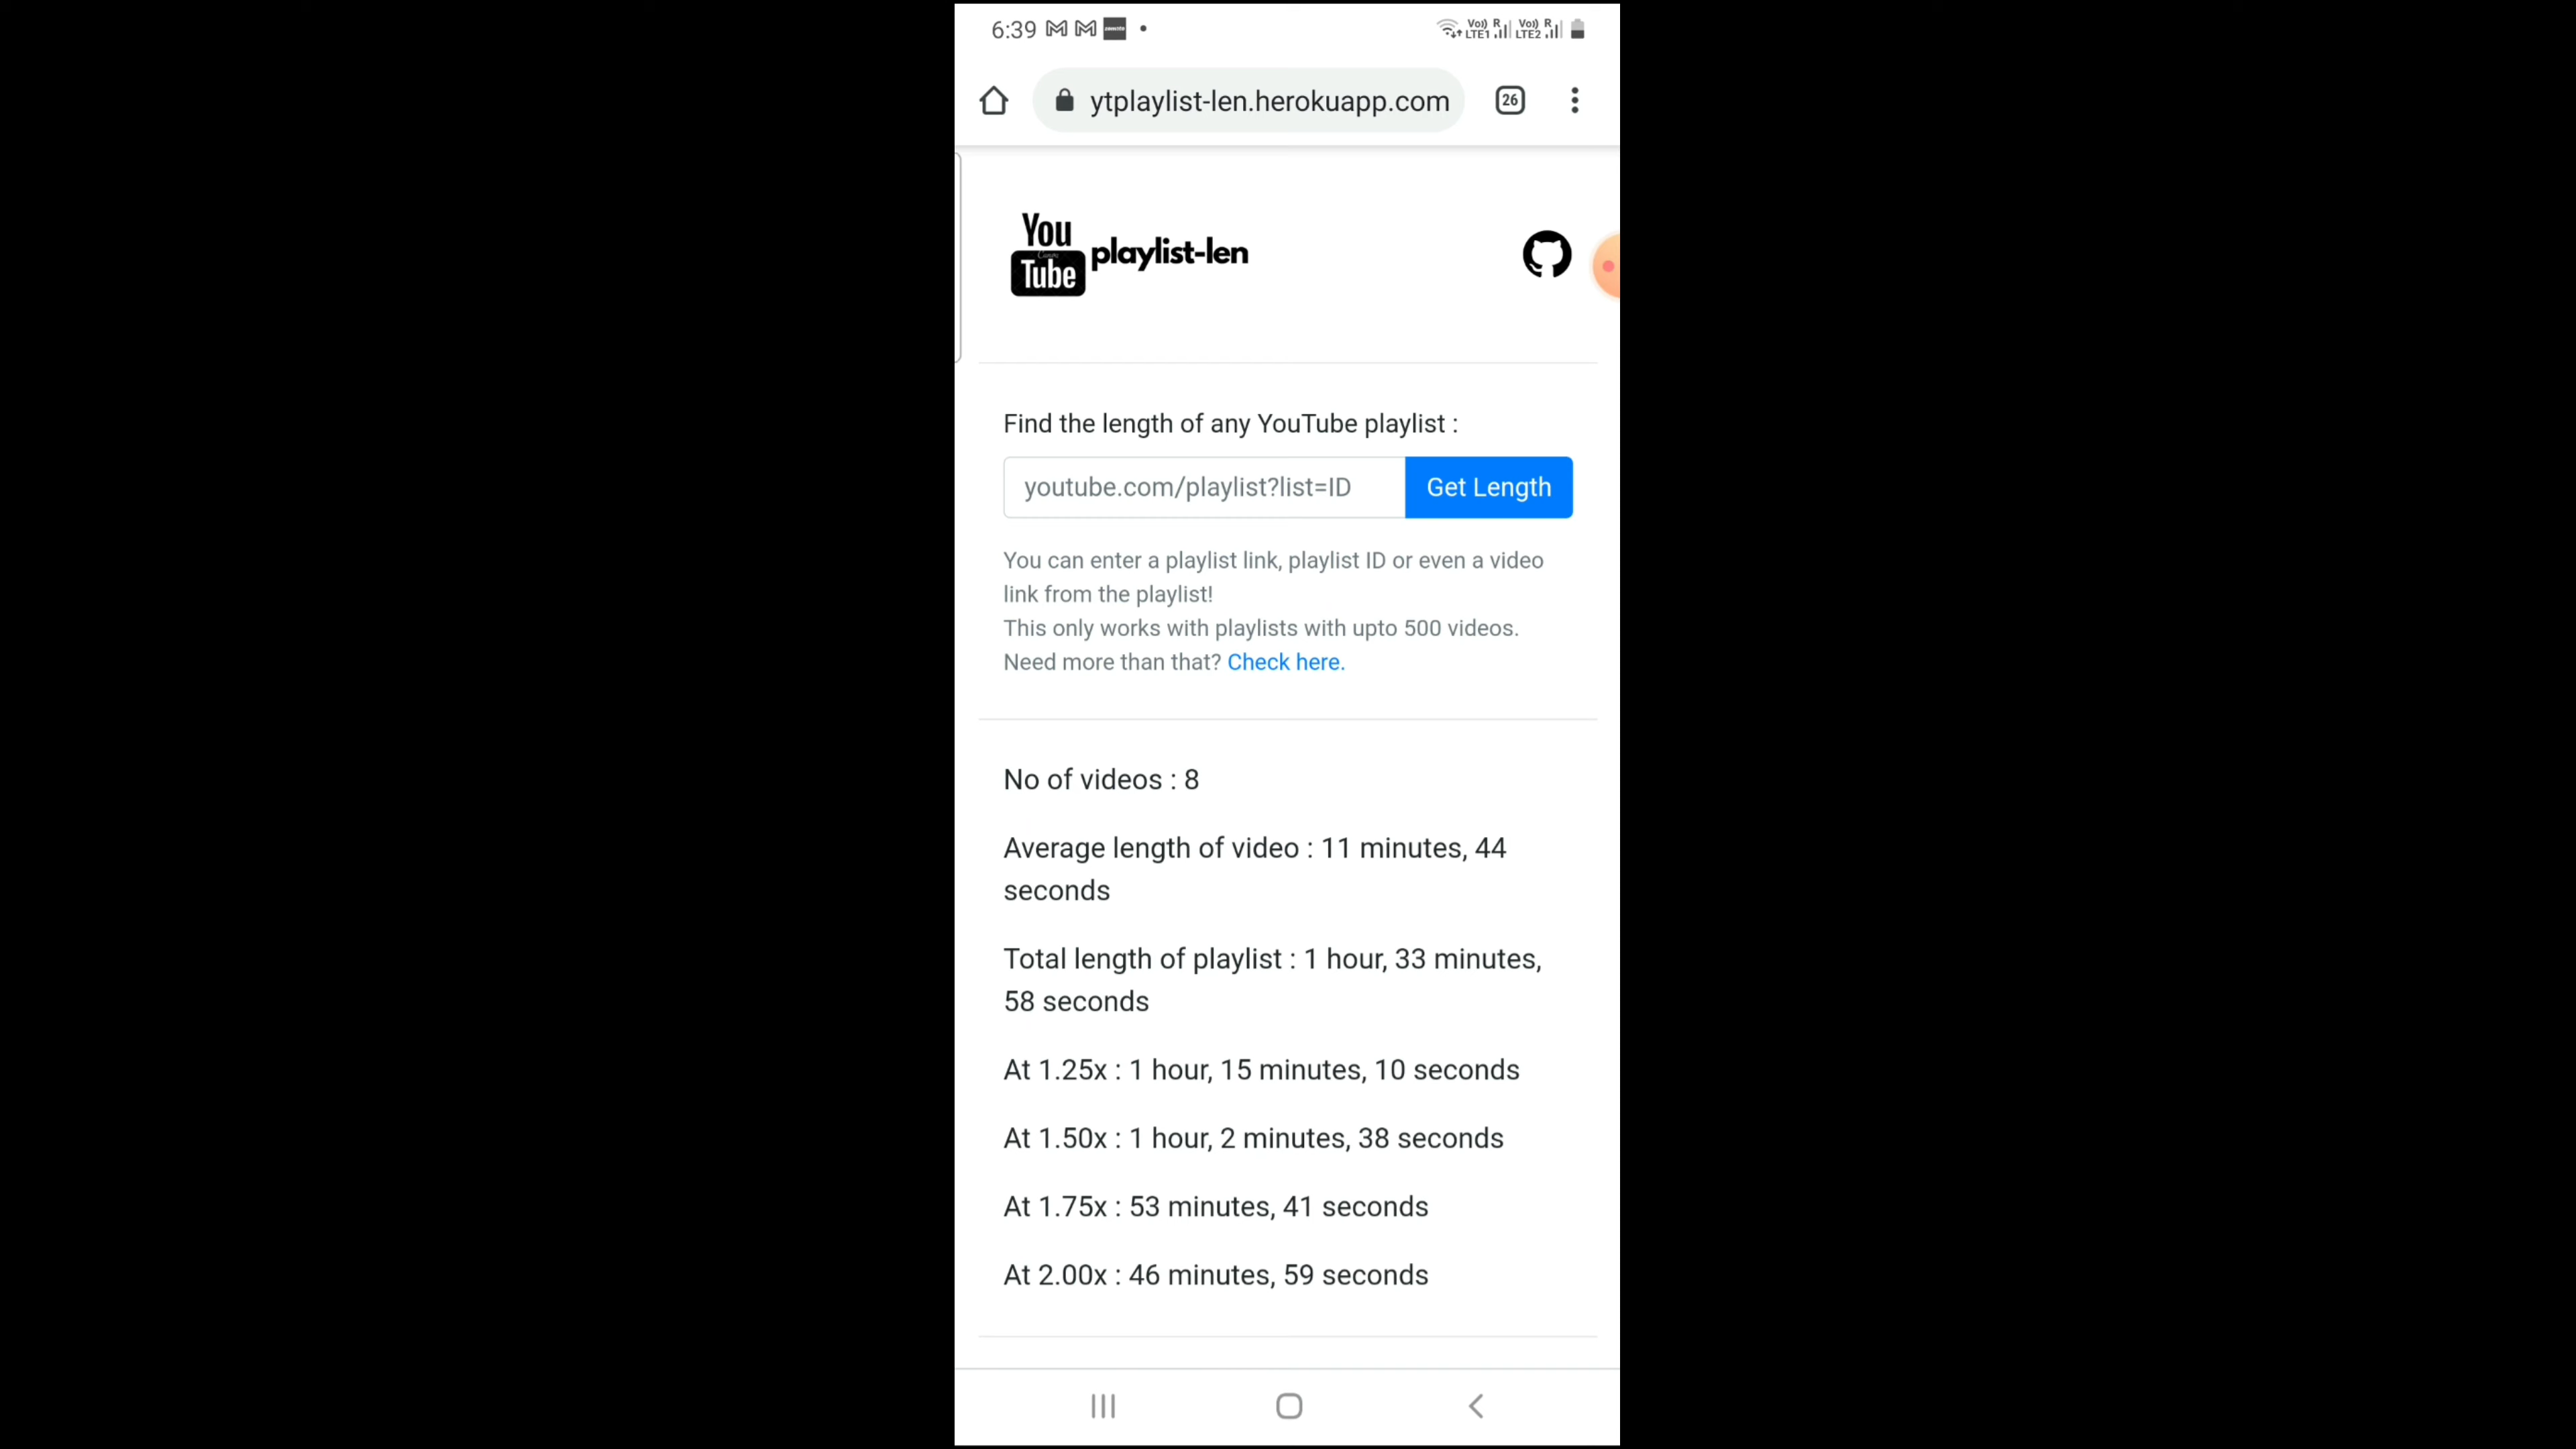 6:39
Vo)) R Vo)) R
LTE1 LTE2
ytplaylist-len.herokuapp.com
26
You
Tube
playlist-len
Find the length of any YouTube playlist :
youtube.com/playlist?list=ID
Get Length
You can enter a playlist link, playlist ID or even a video
link from the playlist!
This only works with playlists with upto 500 videos.
Need more than that? Check here.
No of videos : 8
Average length of video : 11 minutes, 44
seconds
Total length of playlist : 1 hour, 33 minutes,
58 seconds
At 1.25x : 1 hour, 15 minutes, 10 seconds
At 1.50x : 1 hour, 2 minutes, 38 seconds
At 1.75x : 53 minutes, 41 seconds
At 2.00x : 46 minutes, 59 seconds